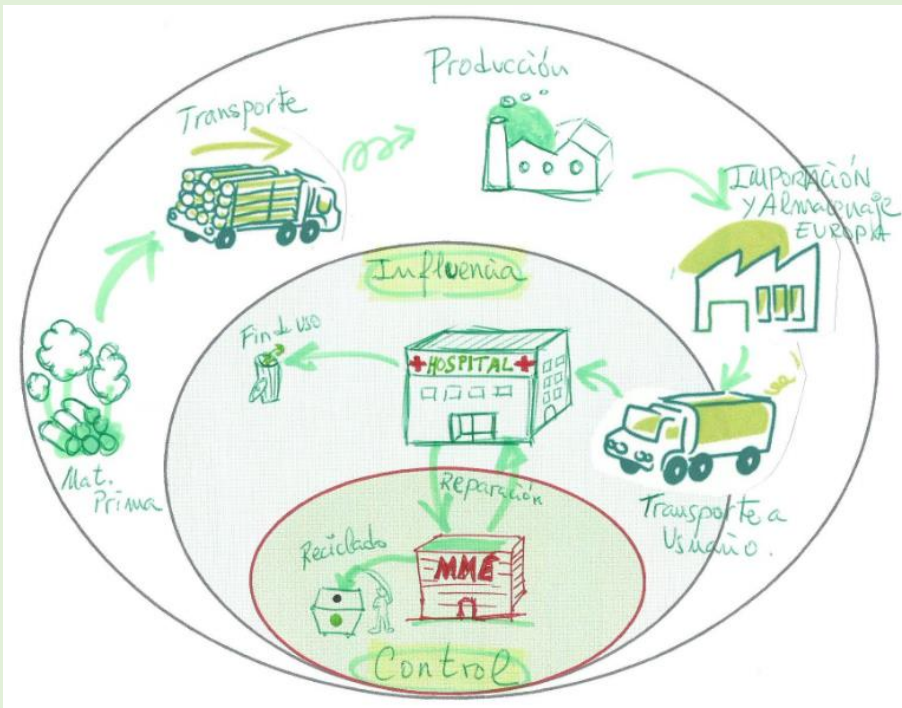 Producción
Transporte
IMPORTACIÓN
Y Almacenaje
EUROPA
Influencia
Fin de uso
HOSPITAL
Mat.
Prima
Reparación
Transporte a
Usuario.
Reciclado
MME
Control